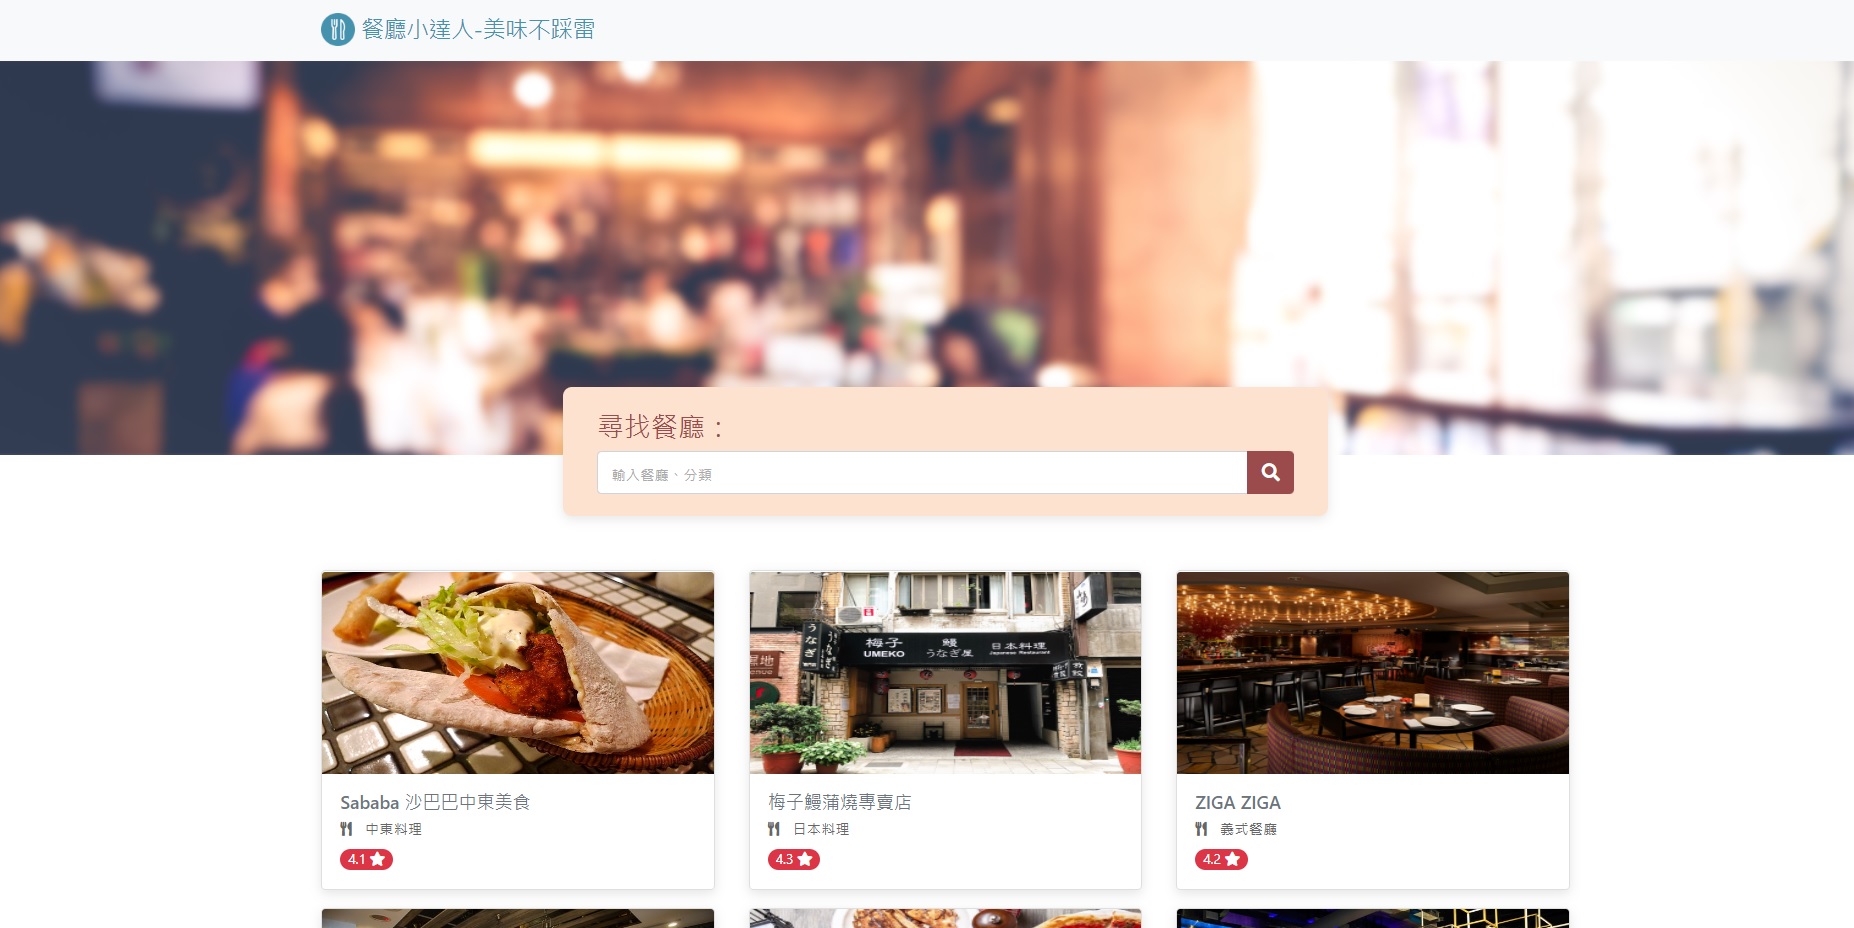 餐廳小達人-美味不踩雷
尋找餐廳：
輸入餐廳、分類
梅子 鰻 日本料理
UMEKO うなぎ屋 Japanese Restaurant
うなぎ
うなぎ
Sababa 沙巴巴中東美食
中東料理
4.1
梅子鰻蒲燒專賣店
日本料理
4.3
ZIGA ZIGA
義式餐廳
4.2